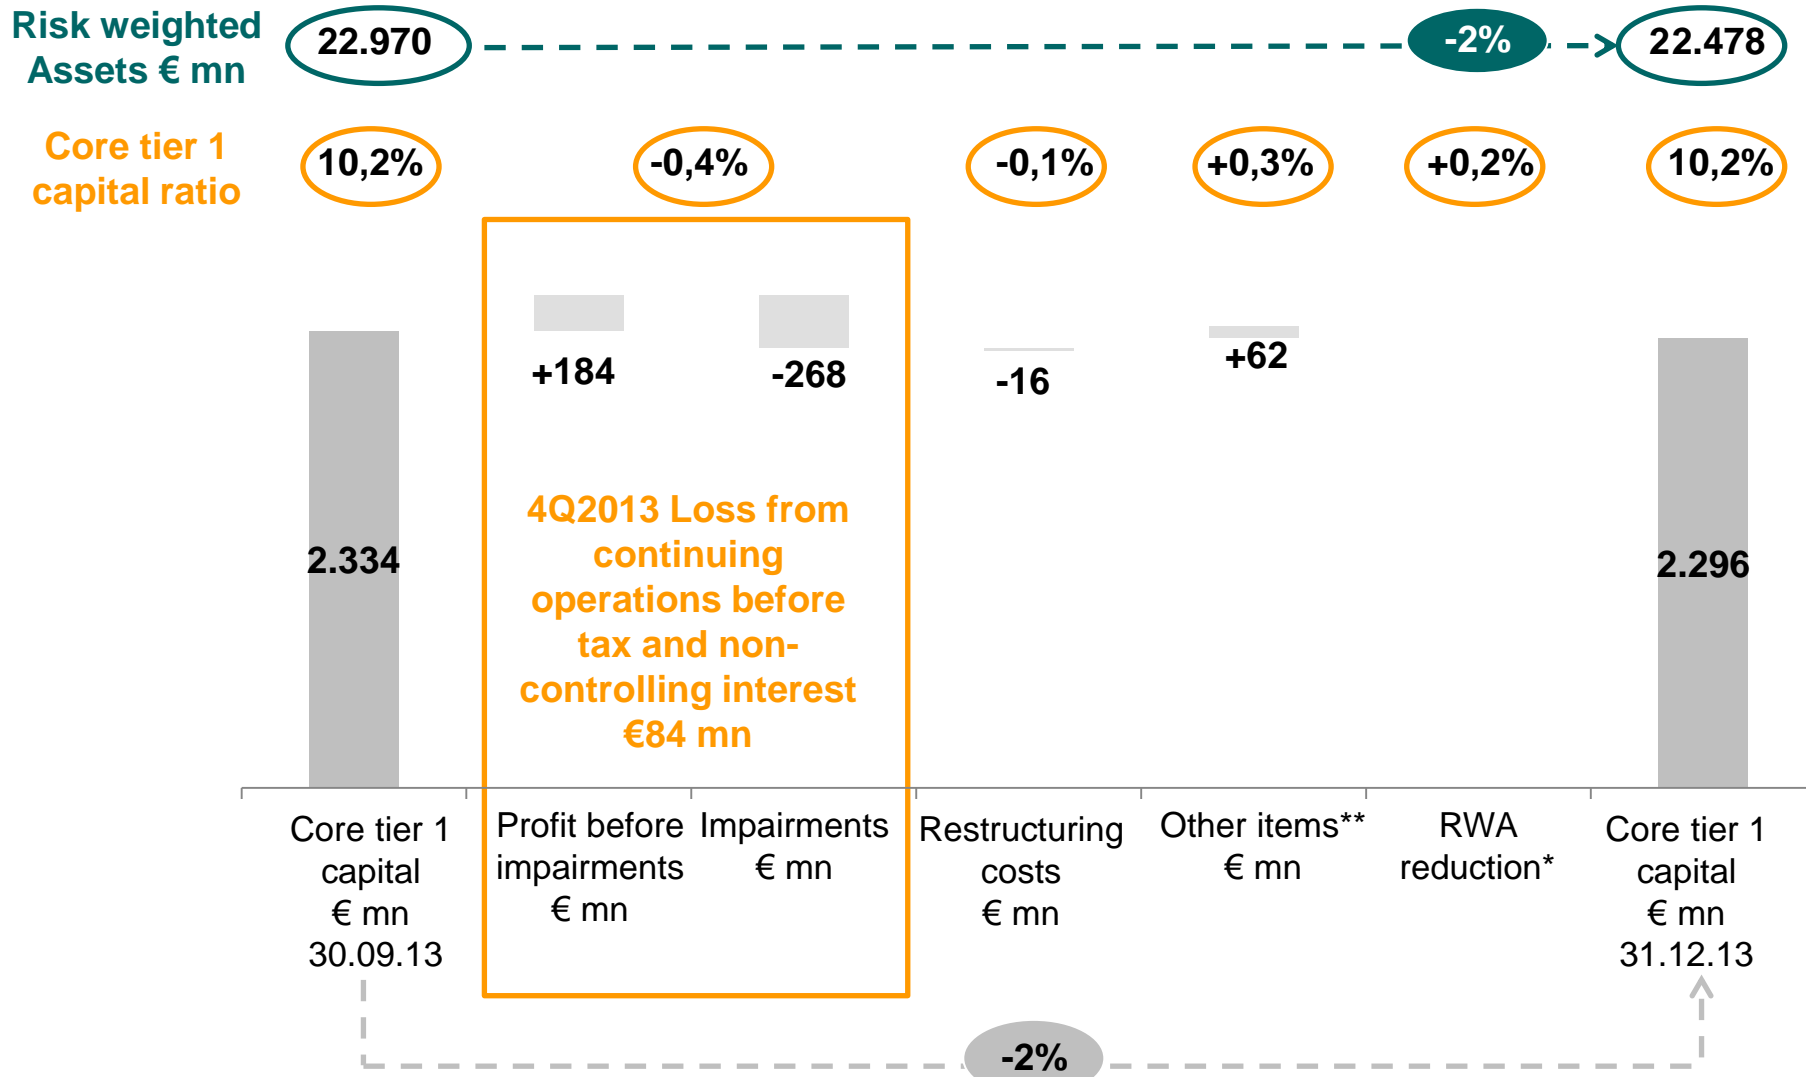 Risk weighted
Assets € mn
22.970
-2%
22.478
Core tier 1
capital ratio
10,2%
-0,4%
-0,1%
+0,3%
+0,2%
10,2%
2.334
+184
-268
-16
+62
2.296
4Q2013 Loss from
continuing
operations before
tax and non-
controlling interest
€84 mn
Core tier 1
capital
€ mn
30.09.13
Profit before
impairments
€ mn
Impairments
€ mn
Restructuring
costs
€ mn
Other items**
€ mn
RWA
reduction*
Core tier 1
capital
€ mn
31.12.13
-2%